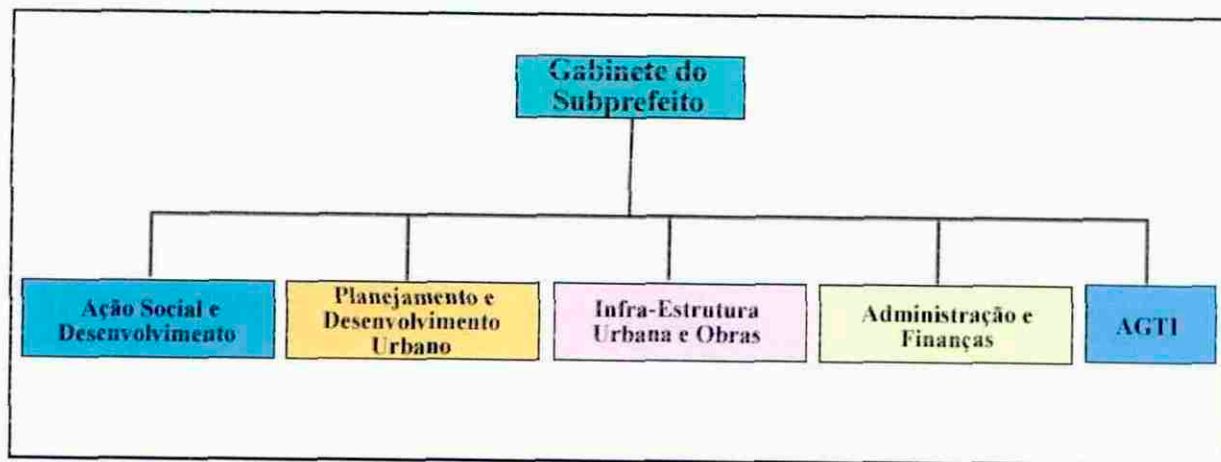 Gabinete do
Subprefeito
Ação Social e
Desenvolvimento
Planejamento e
Desenvolvimento
Urbano
Infra-Estrutura
Urbana e Obras
Administração e
Finanças
AGTI